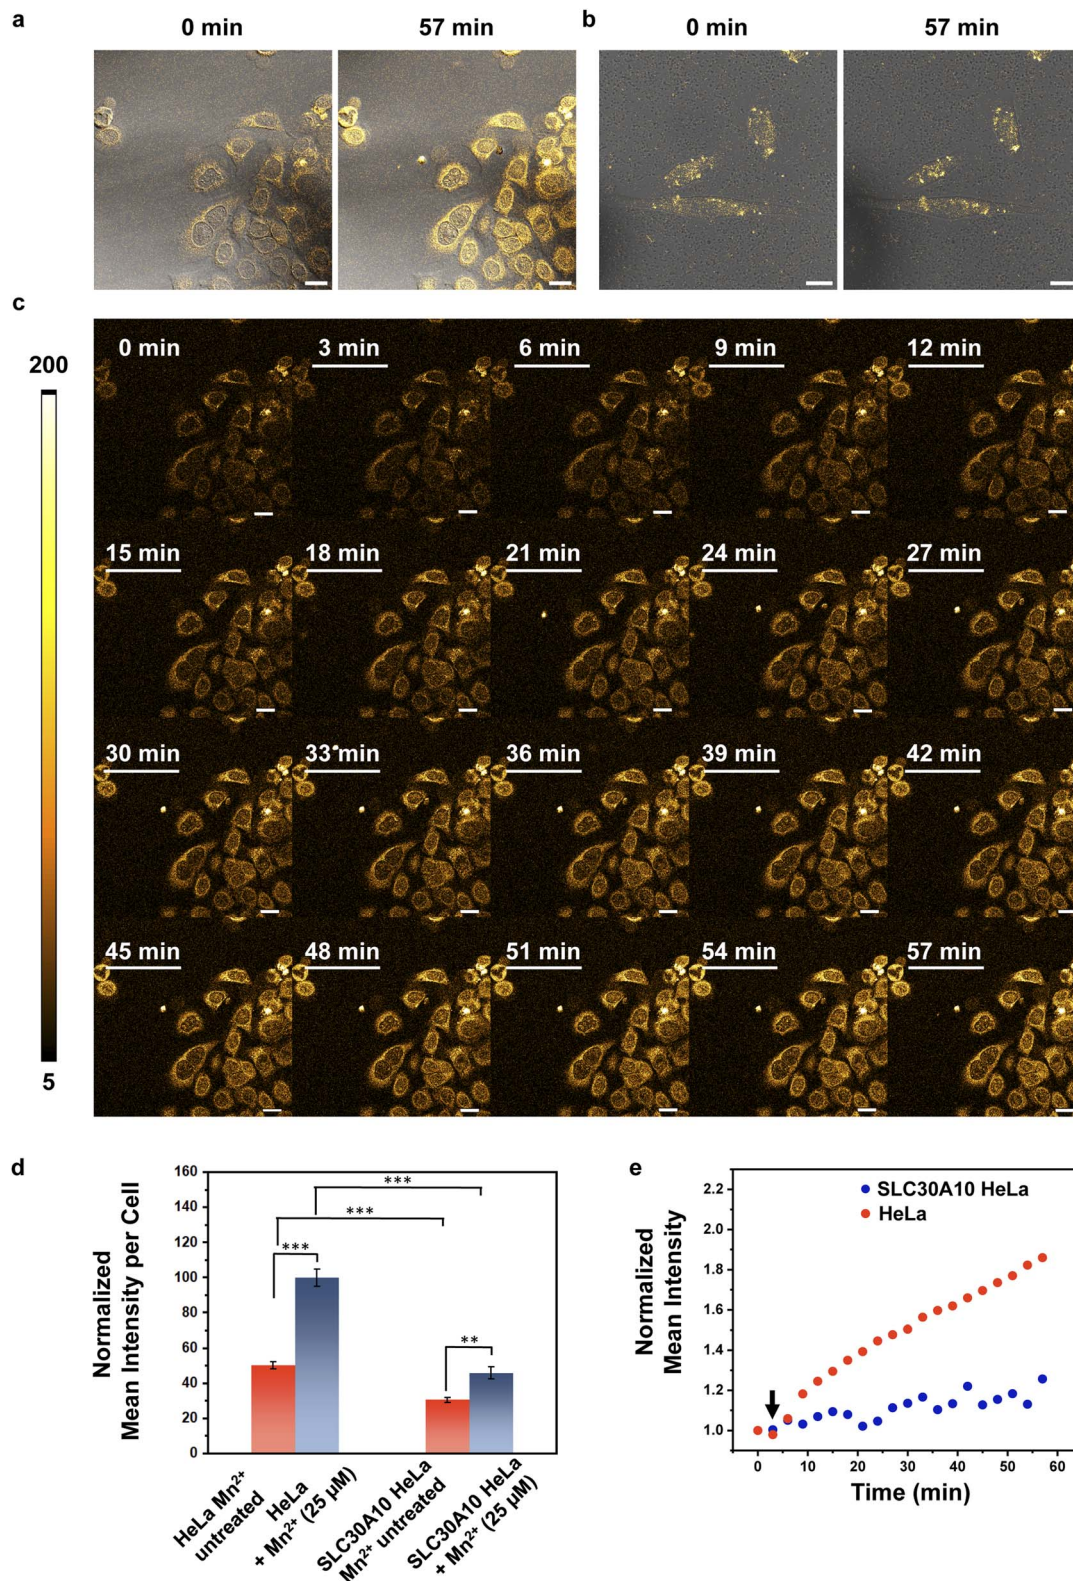 a
b
0 min
57 min
0 min
57 min
c
200
5
0 min
3 min
6 min
9 min
12 min
15 min
18 min
21 min
24 min
27 min
30 min
33 min
36 min
39 min
42 min
45 min
48 min
51 min
54 min
57 min
d
Normalized
Mean Intensity per Cell
160
140
120
100
80
60
40
20
0
***
***
***
**
HeLa Mn²⁺
untreated
HeLa
+ Mn²⁺ (25 μM)
SLC30A10 HeLa
Mn²⁺ untreated
SLC30A10 HeLa
+ Mn²⁺ (25 μM)
e
Normalized
Mean Intensity
2.2
2.0
1.8
1.6
1.4
1.2
1.0
SLC30A10 HeLa
HeLa
0
10
20
30
40
50
60
Time (min)